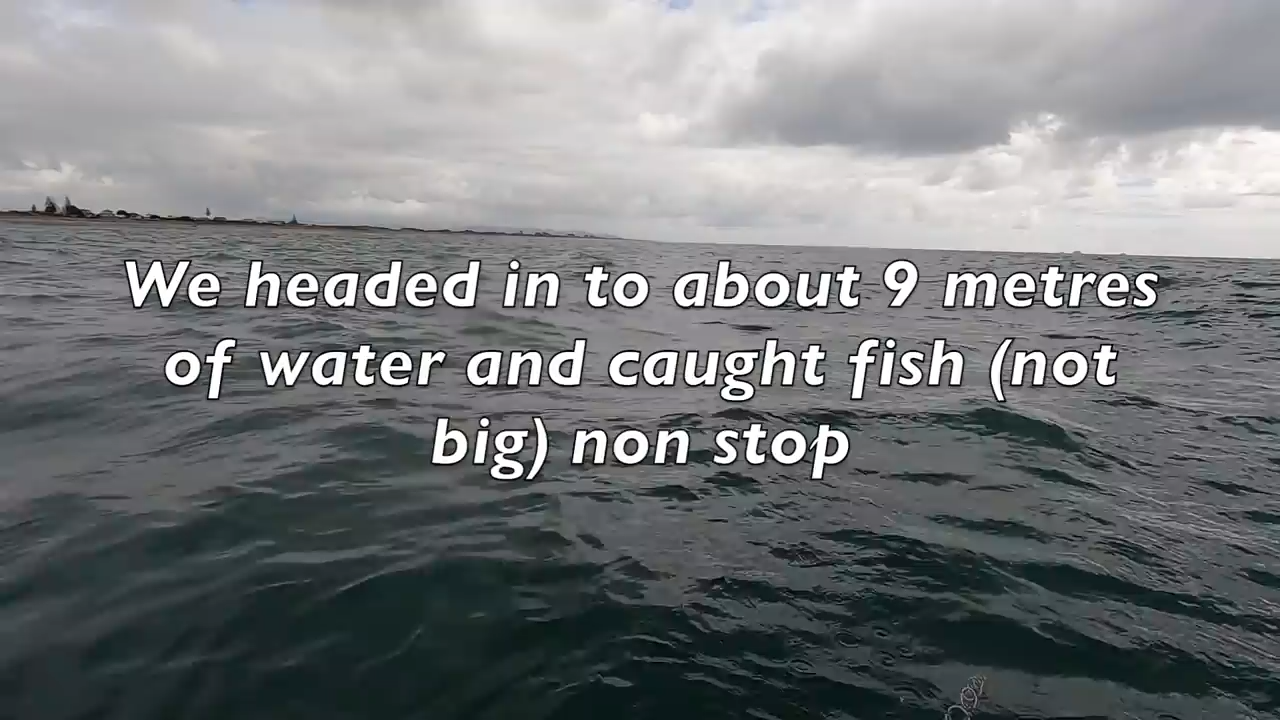 We headed in to about 9 metres
of water and caught fish (not
big) non stop